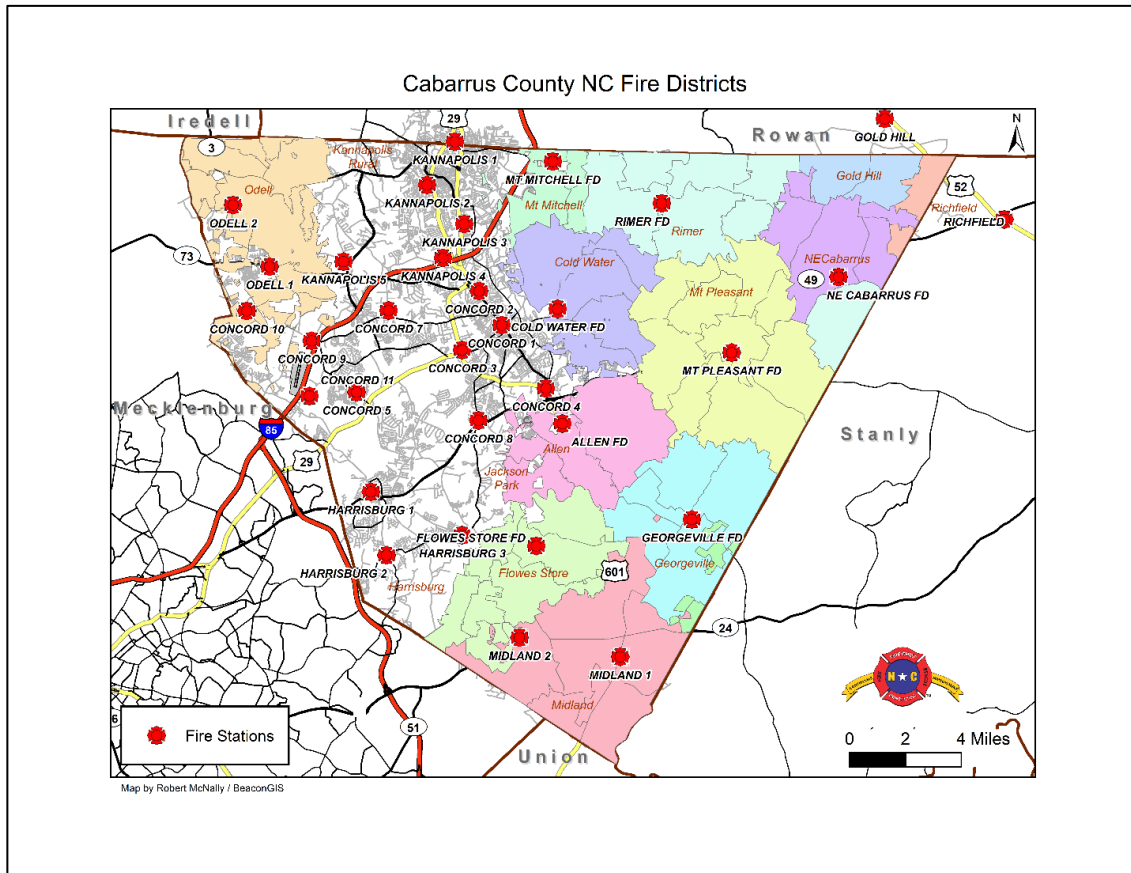 Cabarrus County NC Fire Districts
Iredell
29
Rowan
GOLD HILL
N
3
Kannapolis
Rural
KANNAPOLIS 1
MT MITCHELL FD
Gold Hill
52
Odell
KANNAPOLIS 2
Mt Mitchell
RIMER FD
Richfield
RICHFIELD
ODELL 2
KANNAPOLIS 3
Rimer
73
Cold Water
NECabarrus
KANNAPOLIS 4
KANNAPOLIS 5
49
ODELL 1
Mt Pleasant
NE CABARRUS FD
CONCORD 2
CONCORD 10
CONCORD 7
COLD WATER FD
CONCORD 1
CONCORD 9
CONCORD 3
MT PLEASANT FD
CONCORD 11
Mecklenburg
CONCORD 5
CONCORD 4
85
CONCORD 8
ALLEN FD
Stanly
Allen
29
Jackson
Park
HARRISBURG 1
FLOWES STORE FD
GEORGEVILLE FD
HARRISBURG 3
HARRISBURG 2
Flowes Store
601
Georgeville
Harrisburg
24
MIDLAND 2
MIDLAND 1
N C
Midland
6
51
Fire Stations
Union
0 2 4 Miles
Map by Robert McNally / BeaconGIS